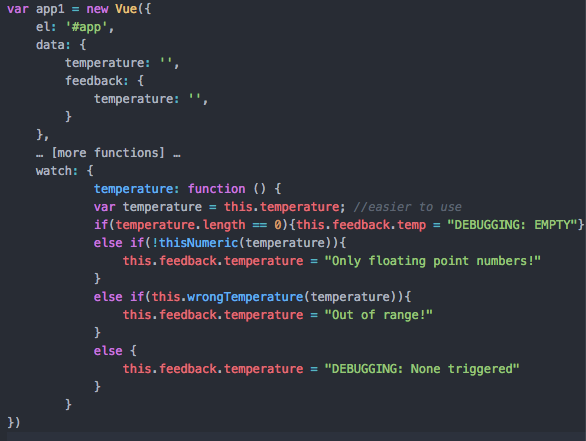 var app1 = new Vue({
    el: '#app',
    data: {
        temperature: '',
        feedback: {
            temperature: '',
        }
    },
    … [more functions] …
    watch: {
            temperature: function () {
            var temperature = this.temperature; //easier to use
            if(temperature.length == 0){this.feedback.temp = "DEBUGGING: EMPTY"}
            else if(!thisNumeric(temperature)){
                this.feedback.temperature = "Only floating point numbers!"
            }
            else if(this.wrongTemperature(temperature)){
                this.feedback.temperature = "Out of range!"
            }
            else {
                this.feedback.temperature = "DEBUGGING: None triggered"
            }
        }
})